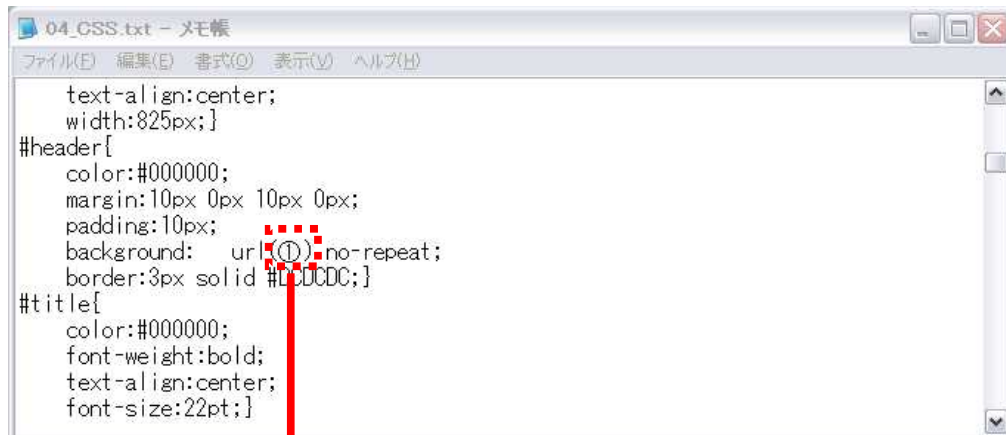 04_CSS.txt - メモ帳
ファイル(F) 編集(E) 書式(O) 表示(V) ヘルプ(H)
text-align:center;
width:825px;}
#header{
color:#000000;
margin:10px 0px 10px 0px;
padding:10px;
background: url(①) no-repeat;
border:3px solid #DCDCDC;}
#title{
color:#000000;
font-weight:bold;
text-align:center;
font-size:22pt;}